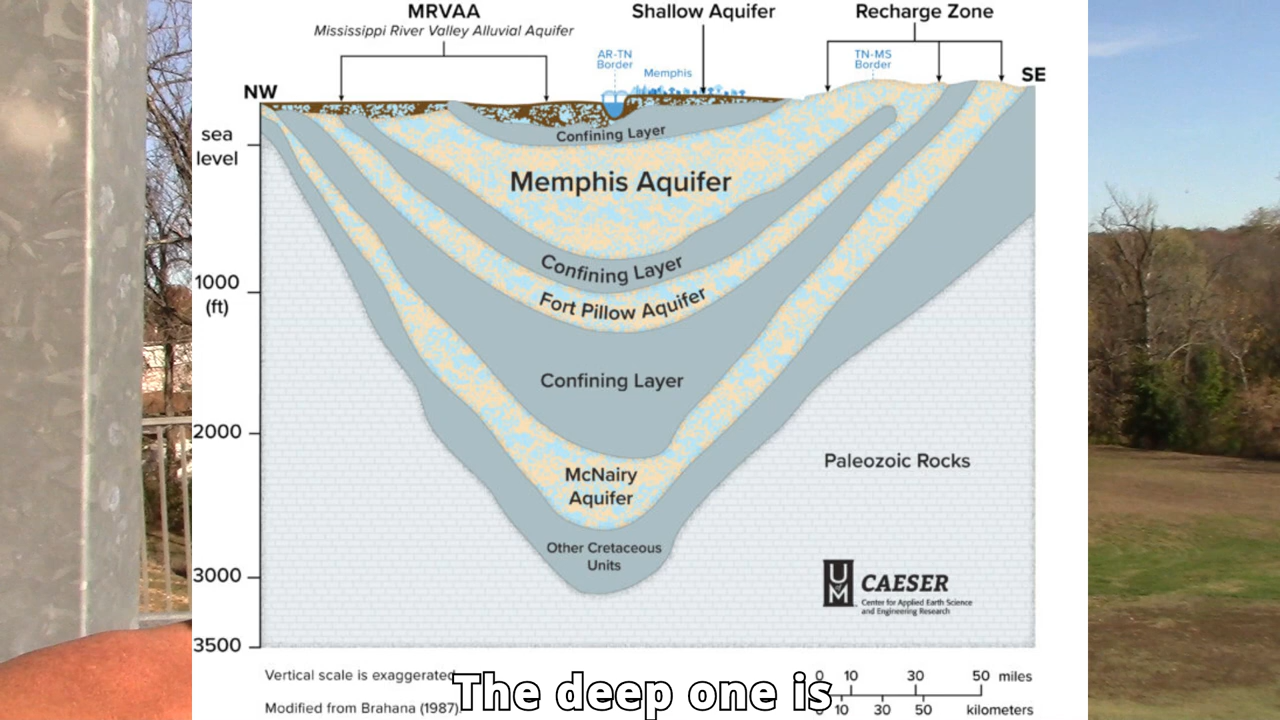 MRVAA
Mississippi River Valley Alluvial Aquifer
Shallow Aquifer
Recharge Zone
AR-TN
Border
Memphis
TN-MS
Border
NW
SE
sea
level
Confining Layer
Memphis Aquifer
Confining Layer
1000
(ft)
Fort Pillow Aquifer
Confining Layer
2000
McNairy
Aquifer
Paleozoic Rocks
Other Cretaceous
Units
3000
UM
CAESER
Center for Applied Earth Science
and Engineering Research
3500
Vertical scale is exaggerated
0 10 30 50 miles
Modified from Brahana (1987)
0 10 30 50 kilometers
The deep one is